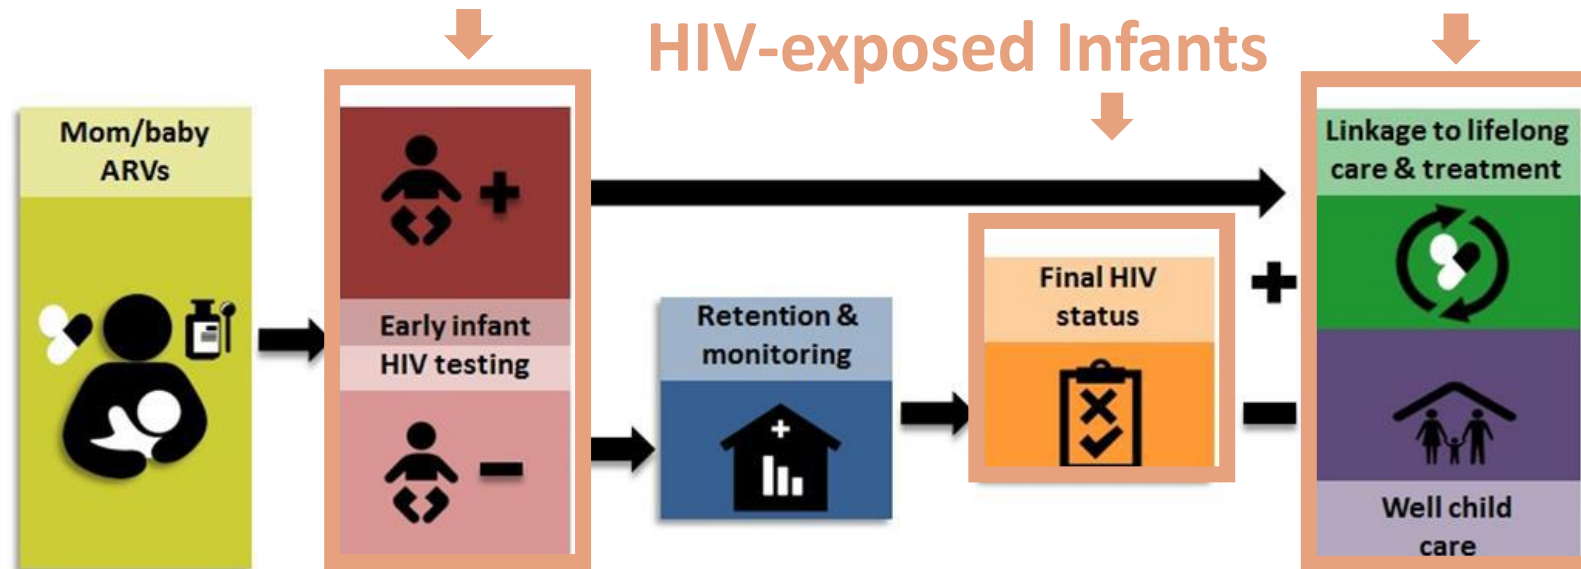 HIV-exposed Infants
Mom/baby
ARVs
Early infant
HIV testing
Retention &
monitoring
Final HIV
status
Linkage to lifelong
care & treatment
Well child
care